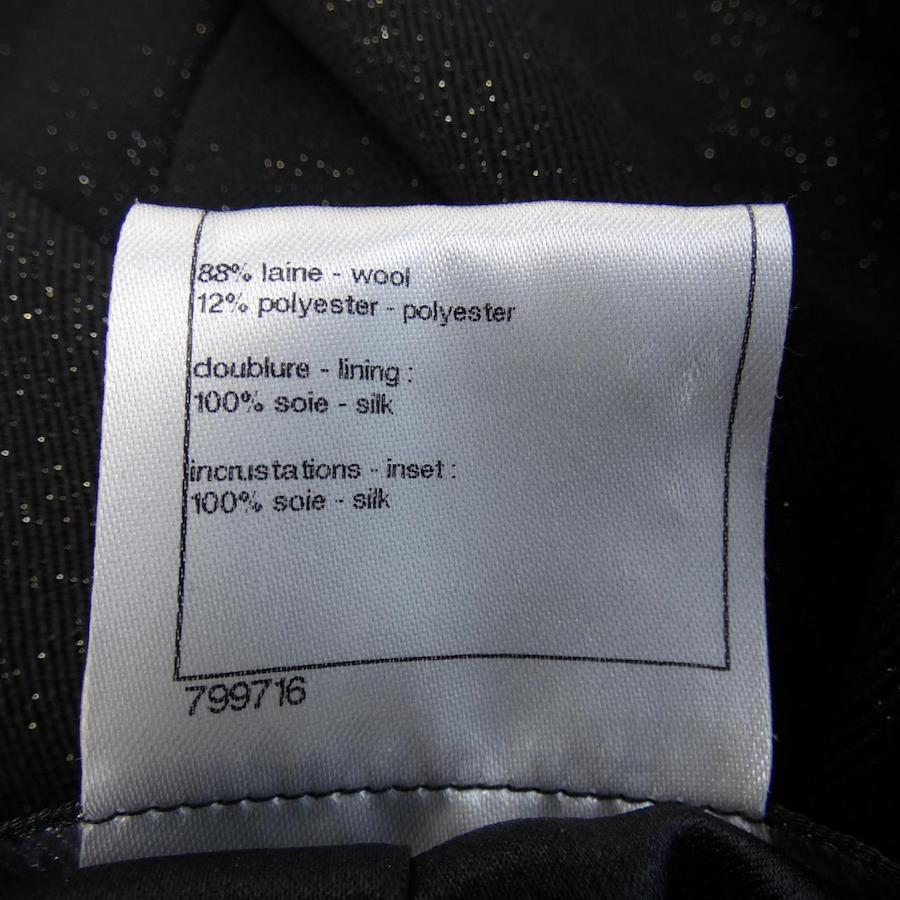 88% laine - wool
12% polyester - polyester
doublure - lining :
100% soie - silk
incrustations - inset :
100% soie - silk
799716